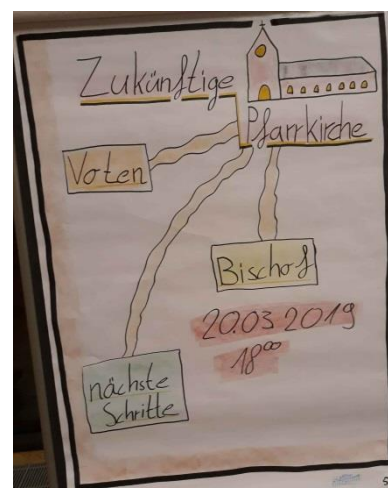 Zukünftige
Pfarrkirche
Voten
Bischof
20.03.2019
18⁰⁰
nächste
Schritte